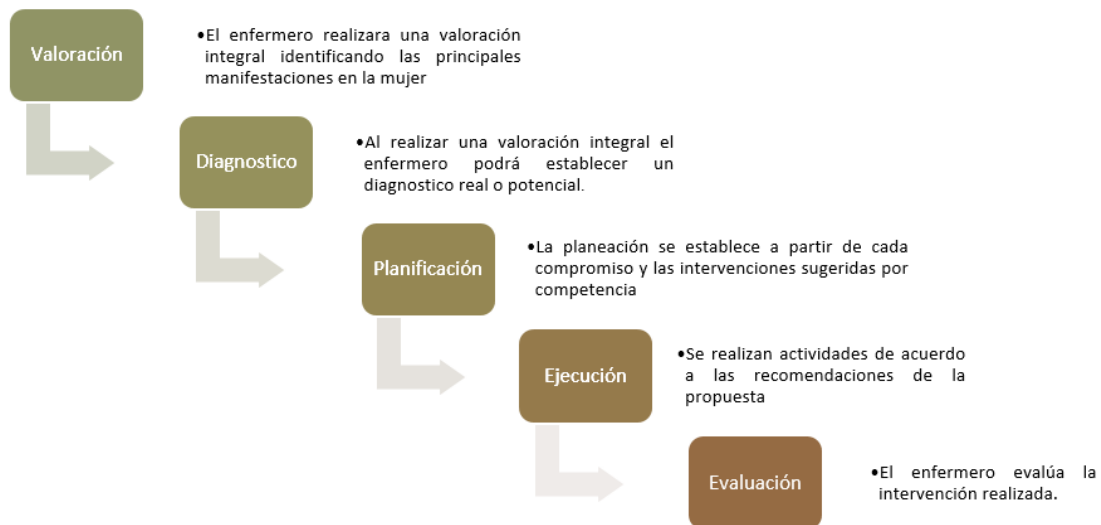 Valoración
•El enfermero realizara una valoración
integral identificando las principales
manifestaciones en la mujer
Diagnostico
•Al realizar una valoración integral el
enfermero podrá establecer un
diagnostico real o potencial.
Planificación
•La planeación se establece a partir de cada
compromiso y las intervenciones sugeridas por
competencia
Ejecución
•Se realizan actividades de acuerdo
a las recomendaciones de la
propuesta
Evaluación
•El enfermero evalúa la
intervención realizada.